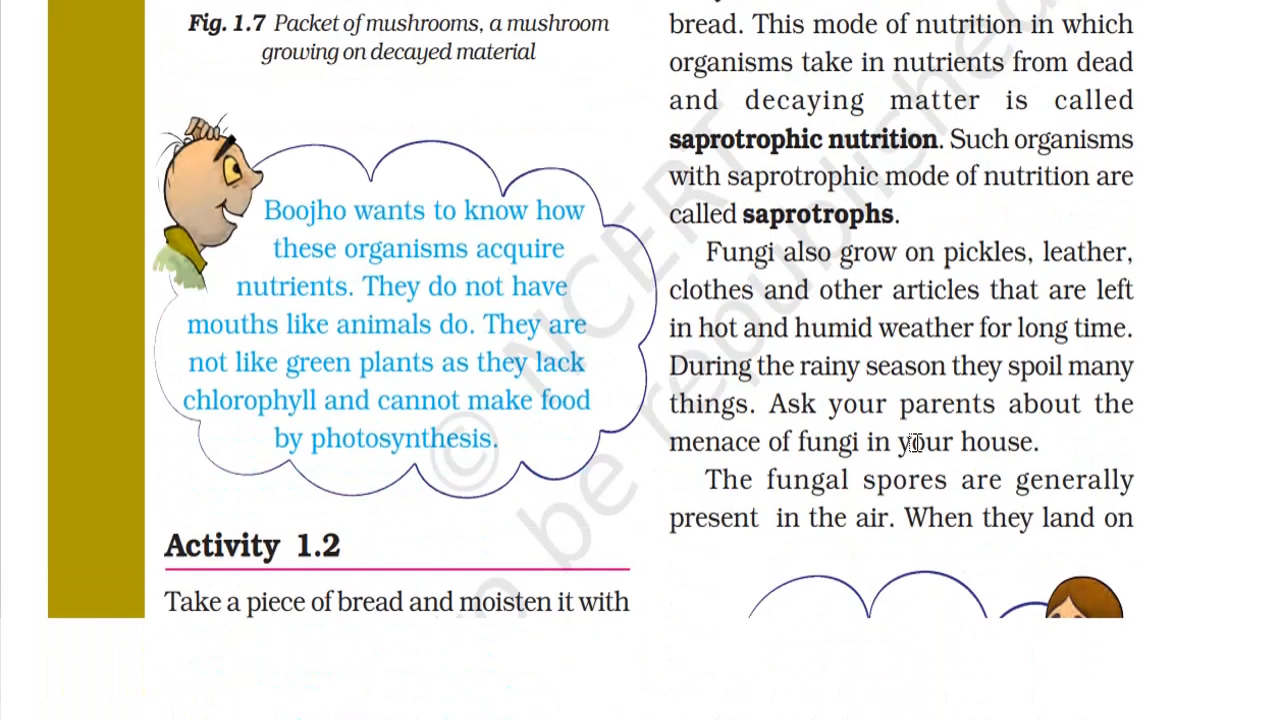 Fig. 1.7 Packet of mushrooms, a mushroom
growing on decayed material
Boojho wants to know how
these organisms acquire
nutrients. They do not have
mouths like animals do. They are
not like green plants as they lack
chlorophyll and cannot make food
by photosynthesis.
Activity 1.2
Take a piece of bread and moisten it with
bread. This mode of nutrition in which
organisms take in nutrients from dead
and decaying matter is called
saprotrophic nutrition. Such organisms
with saprotrophic mode of nutrition are
called saprotrophs.
Fungi also grow on pickles, leather,
clothes and other articles that are left
in hot and humid weather for long time.
During the rainy season they spoil many
things. Ask your parents about the
menace of fungi in your house.
The fungal spores are generally
present in the air. When they land on
© NCERT
be republished